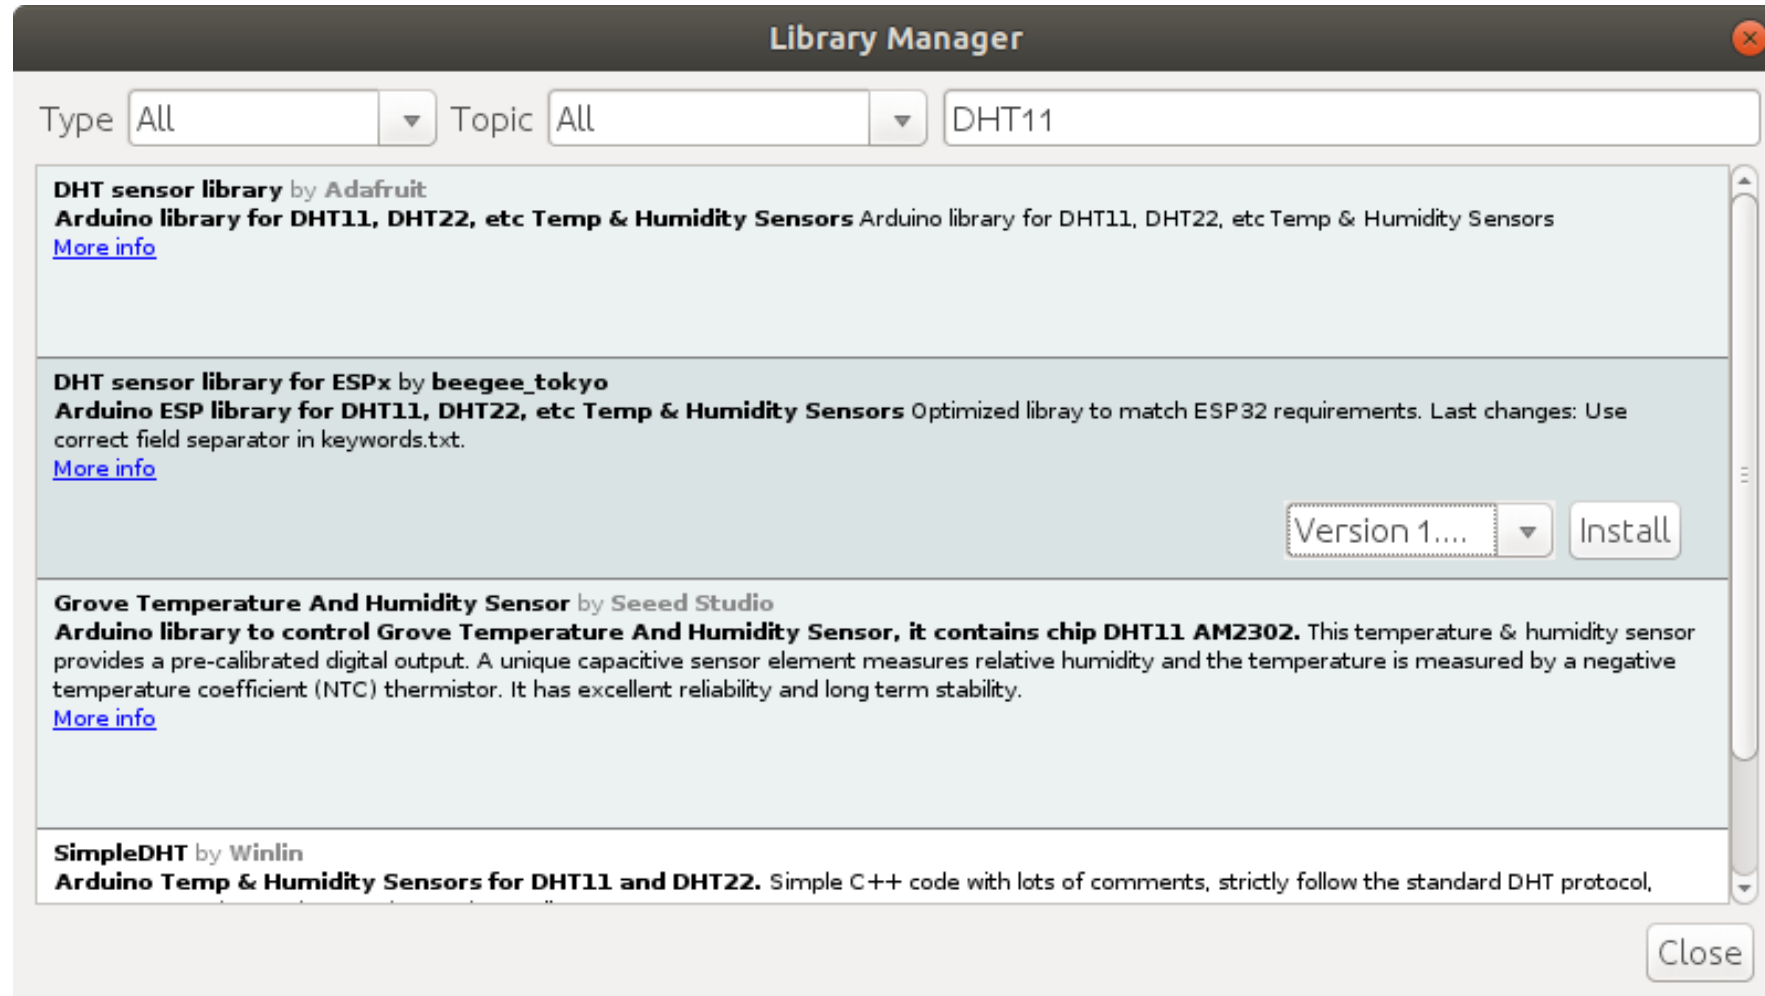 Library Manager
Type All Topic All DHT11
DHT sensor library by Adafruit
Arduino library for DHT11, DHT22, etc Temp & Humidity Sensors Arduino library for DHT11, DHT22, etc Temp & Humidity Sensors
More info
DHT sensor library for ESPx by beegee_tokyo
Arduino ESP library for DHT11, DHT22, etc Temp & Humidity Sensors Optimized libray to match ESP32 requirements. Last changes: Use
correct field separator in keywords.txt.
More info
Version 1.... Install
Grove Temperature And Humidity Sensor by Seeed Studio
Arduino library to control Grove Temperature And Humidity Sensor, it contains chip DHT11 AM2302. This temperature & humidity sensor
provides a pre-calibrated digital output. A unique capacitive sensor element measures relative humidity and the temperature is measured by a negative
temperature coefficient (NTC) thermistor. It has excellent reliability and long term stability.
More info
SimpleDHT by Winlin
Arduino Temp & Humidity Sensors for DHT11 and DHT22. Simple C++ code with lots of comments, strictly follow the standard DHT protocol,
Close